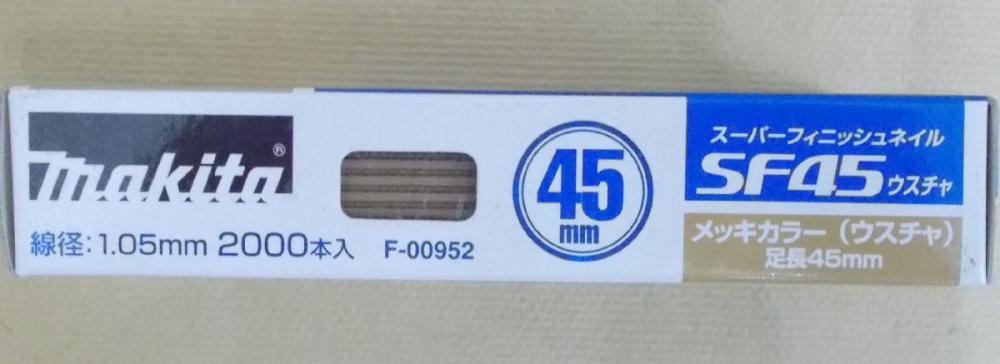 makita®
線径:1.05mm 2000本入
F-00952
45
mm
スーパーフィニッシュネイル
SF45ウスチャ
メッキカラー(ウスチャ)
足長45mm